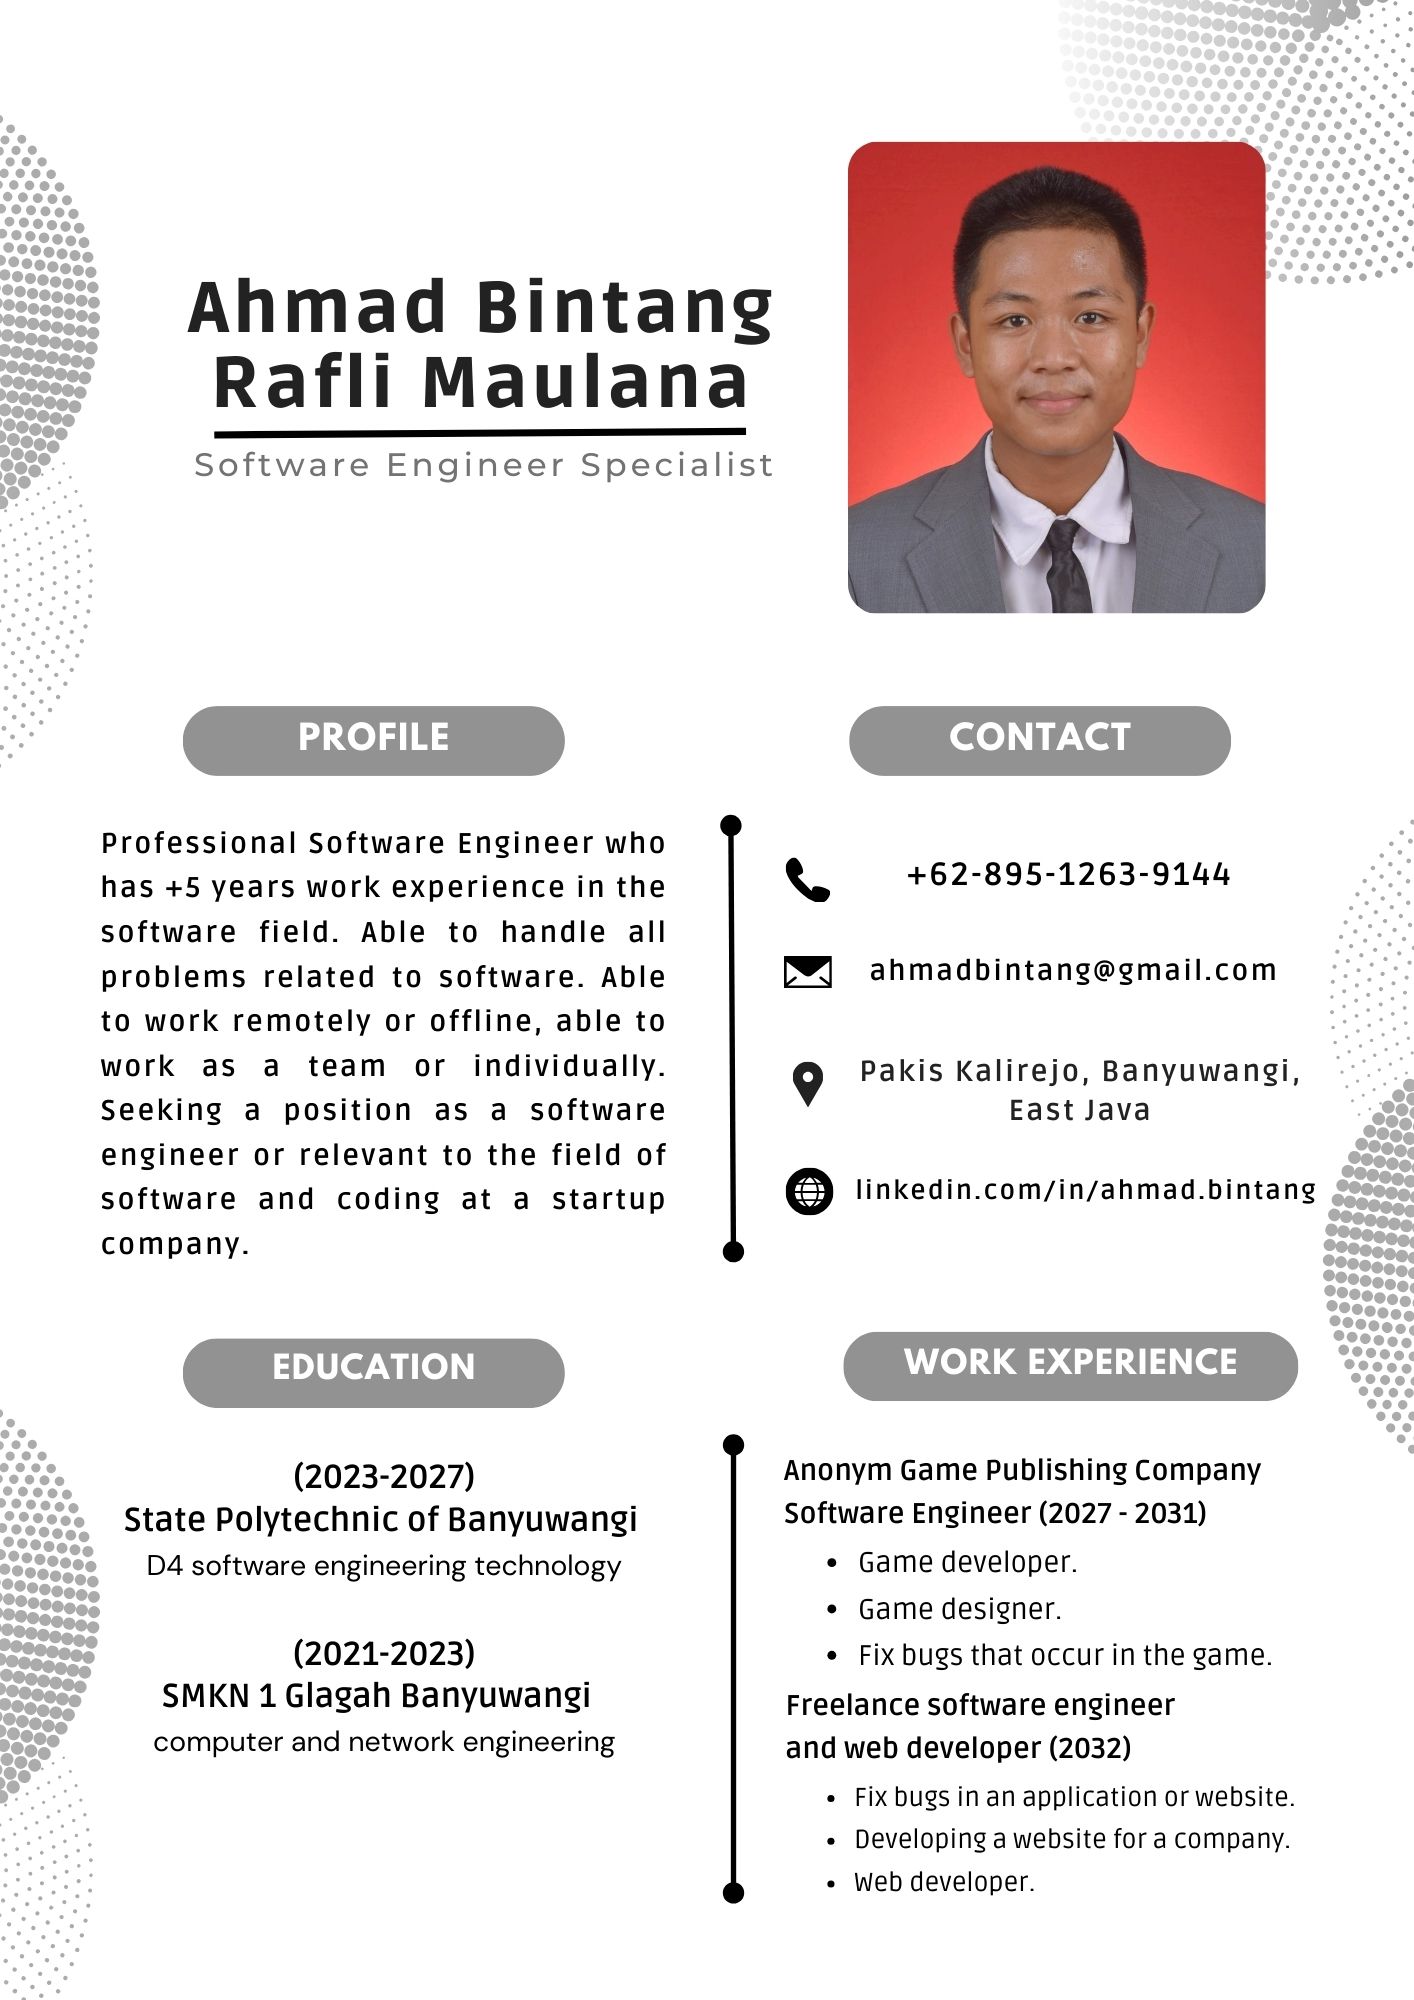 Ahmad Bintang
Rafli Maulana
Software Engineer Specialist
PROFILE
Professional Software Engineer who
has +5 years work experience in the
software field. Able to handle all
problems related to software. Able
to work remotely or offline, able to
work as a team or individually.
Seeking a position as a software
engineer or relevant to the field of
software and coding at a startup
company.
CONTACT
+62-895-1263-9144
ahmadbintang@gmail.com
Pakis Kalirejo, Banyuwangi,
East Java
linkedin.com/in/ahmad.bintang
EDUCATION
(2023-2027)
State Polytechnic of Banyuwangi
D4 software engineering technology
(2021-2023)
SMKN 1 Glagah Banyuwangi
computer and network engineering
WORK EXPERIENCE
Anonym Game Publishing Company
Software Engineer (2027 - 2031)
• Game developer.
• Game designer.
• Fix bugs that occur in the game.
Freelance software engineer
and web developer (2032)
• Fix bugs in an application or website.
• Developing a website for a company.
• Web developer.